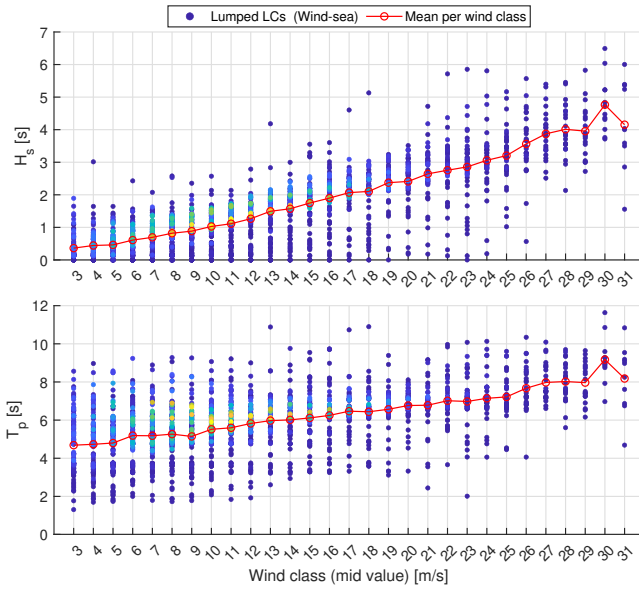 Lumped LCs (Wind-sea) Mean per wind class
7
6
5
4
3
2
1
0
H_s [s]
3 4 5 6 7 8 9 10 11 12 13 14 15 16 17 18 19 20 21 22 23 24 25 26 27 28 29 30 31
12
10
8
6
4
2
0
T_p [s]
3 4 5 6 7 8 9 10 11 12 13 14 15 16 17 18 19 20 21 22 23 24 25 26 27 28 29 30 31
Wind class (mid value) [m/s]